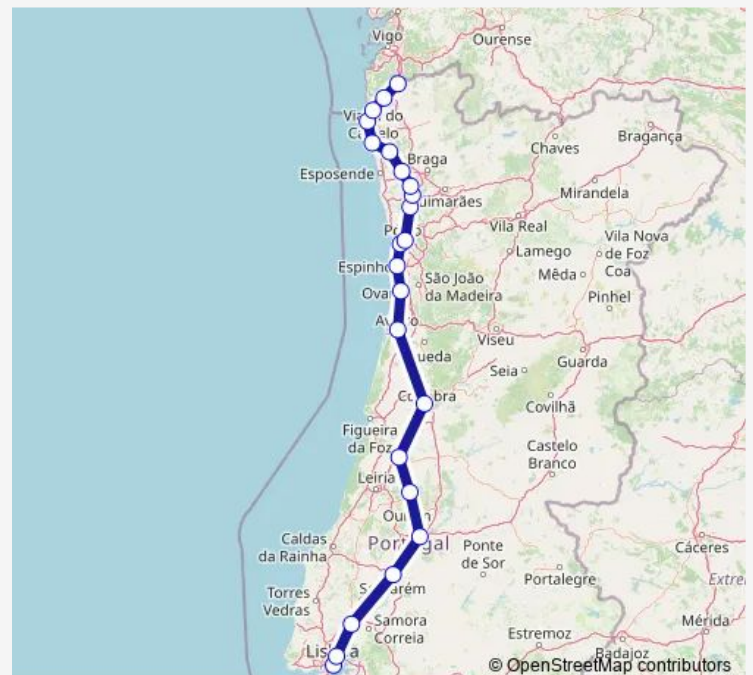 Vigo
Ourense
Chaves
Bragança
Braga
Esposende
Mirandela
Vila Real
Vila Nova
de Foz
Coa
Lamego
Espinho
São João
da Madeira
Mêda
Pinhel
Viseu
Guarda
Seia
Covilhã
Figueira
da Foz
Castelo
Branco
Leiria
Portugal
Caldas
da Rainha
Ponte
de Sor
Cáceres
Portalegre
Torres
Vedras
Samora
Correia
Estremoz
Mérida
Badajoz
© OpenStreetMap contributors